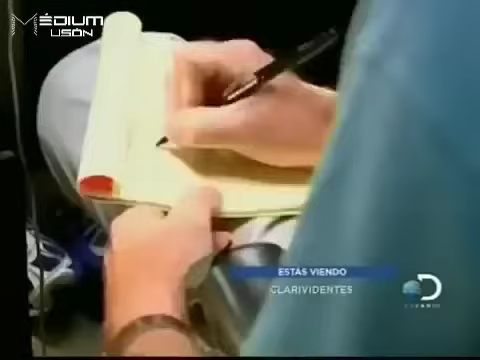 MÉDIUM
USÓN
ESTÁS VIENDO
CLARIVIDENTES
D